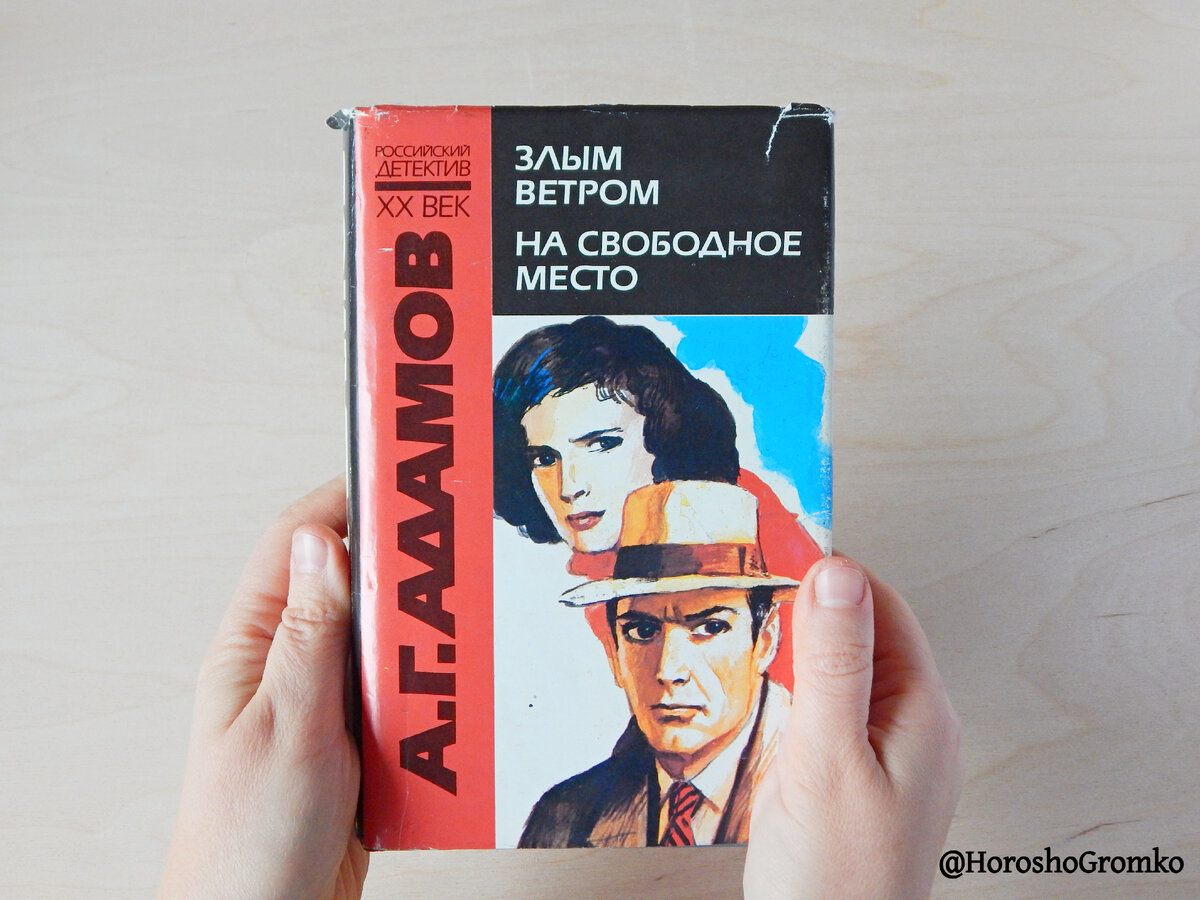 РОССИЙСКИЙ
ДЕТЕКТИВ
XX ВЕК
А.Г.АДАМОВ
ЗЛЫМ
ВЕТРОМ
НА СВОБОДНОЕ
МЕСТО
@HoroshoGromko